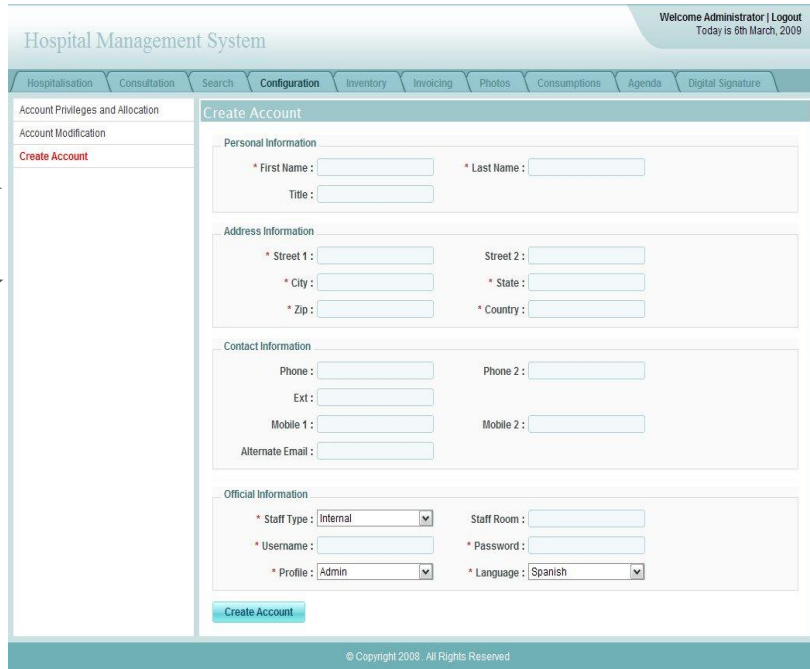 Welcome Administrator | Logout
Today is 6th March, 2009
Hospital Management System
Hospitalisation Consultation Search Configuration Inventory Invoicing Photos Consumptions Agenda Digital Signature
Account Privileges and Allocation
Account Modification
Create Account
Create Account
Personal Information
* First Name : * Last Name :
Title :
Address Information
* Street 1 : Street 2 :
* City : * State :
* Zip : * Country :
Contact Information
Phone : Phone 2 :
Ext :
Mobile 1 : Mobile 2 :
Alternate Email :
Official Information
* Staff Type : Internal Staff Room :
* Username : * Password :
* Profile : Admin * Language : Spanish
Create Account
© Copyright 2008 . All Rights Reserved